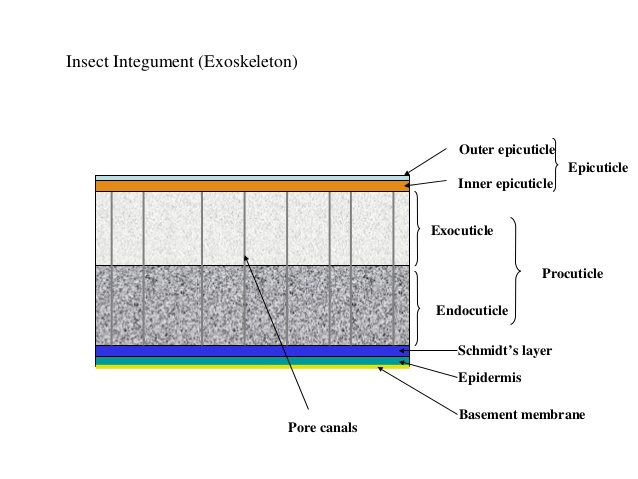 Insect Integument (Exoskeleton)
Outer epicuticle
Epicuticle
Inner epicuticle
Exocuticle
Procuticle
Endocuticle
Schmidt's layer
Epidermis
Basement membrane
Pore canals